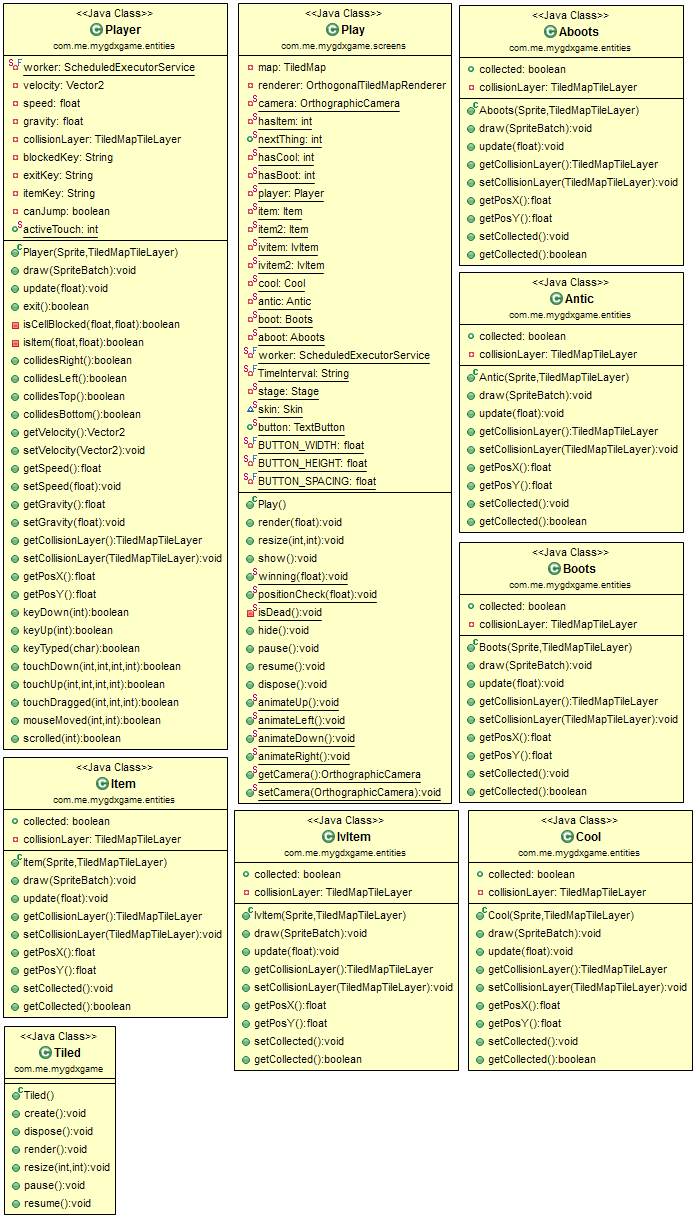 <<Java Class>>
Player
com.me.mygdxgame.entities
worker: ScheduledExecutorService
velocity: Vector2
speed: float
gravity: float
collisionLayer: TiledMapTileLayer
blockedKey: String
exitKey: String
itemKey: String
canJump: boolean
activeTouch: int
Player(Sprite,TiledMapTileLayer)
draw(SpriteBatch):void
update(float):void
exit():boolean
isCellBlocked(float,float):boolean
isItem(float,float):boolean
collidesRight():boolean
collidesLeft():boolean
collidesTop():boolean
collidesBottom():boolean
getVelocity():Vector2
setVelocity(Vector2):void
getSpeed():float
setSpeed(float):void
getGravity():float
setGravity(float):void
getCollisionLayer():TiledMapTileLayer
setCollisionLayer(TiledMapTileLayer):void
getPosX():float
getPosY():float
keyDown(int):boolean
keyUp(int):boolean
keyTyped(char):boolean
touchDown(int,int,int,int):boolean
touchUp(int,int,int,int):boolean
touchDragged(int,int,int):boolean
mouseMoved(int,int):boolean
scrolled(int):boolean
<<Java Class>>
Play
com.me.mygdxgame.screens
map: TiledMap
renderer: OrthogonalTiledMapRenderer
camera: OrthographicCamera
hasItem: int
nextThing: int
hasCool: int
hasBoot: int
player: Player
item: Item
item2: Item
ivitem: IvItem
ivitem2: IvItem
cool: Cool
antic: Antic
boot: Boots
aboot: Aboots
worker: ScheduledExecutorService
TimeInterval: String
stage: Stage
skin: Skin
button: TextButton
BUTTON_WIDTH: float
BUTTON_HEIGHT: float
BUTTON_SPACING: float
Play()
render(float):void
resize(int,int):void
show():void
winning(float):void
positionCheck(float):void
isDead():void
hide():void
pause():void
resume():void
dispose():void
animateUp():void
animateLeft():void
animateDown():void
animateRight():void
getCamera():OrthographicCamera
setCamera(OrthographicCamera):void
<<Java Class>>
Aboots
com.me.mygdxgame.entities
collected: boolean
collisionLayer: TiledMapTileLayer
Aboots(Sprite,TiledMapTileLayer)
draw(SpriteBatch):void
update(float):void
getCollisionLayer():TiledMapTileLayer
setCollisionLayer(TiledMapTileLayer):void
getPosX():float
getPosY():float
setCollected():void
getCollected():boolean
<<Java Class>>
Antic
com.me.mygdxgame.entities
collected: boolean
collisionLayer: TiledMapTileLayer
Antic(Sprite,TiledMapTileLayer)
draw(SpriteBatch):void
update(float):void
getCollisionLayer():TiledMapTileLayer
setCollisionLayer(TiledMapTileLayer):void
getPosX():float
getPosY():float
setCollected():void
getCollected():boolean
<<Java Class>>
Boots
com.me.mygdxgame.entities
collected: boolean
collisionLayer: TiledMapTileLayer
Boots(Sprite,TiledMapTileLayer)
draw(SpriteBatch):void
update(float):void
getCollisionLayer():TiledMapTileLayer
setCollisionLayer(TiledMapTileLayer):void
getPosX():float
getPosY():float
setCollected():void
getCollected():boolean
<<Java Class>>
Item
com.me.mygdxgame.entities
collected: boolean
collisionLayer: TiledMapTileLayer
Item(Sprite,TiledMapTileLayer)
draw(SpriteBatch):void
update(float):void
getCollisionLayer():TiledMapTileLayer
setCollisionLayer(TiledMapTileLayer):void
getPosX():float
getPosY():float
setCollected():void
getCollected():boolean
<<Java Class>>
IvItem
com.me.mygdxgame.entities
collected: boolean
collisionLayer: TiledMapTileLayer
IvItem(Sprite,TiledMapTileLayer)
draw(SpriteBatch):void
update(float):void
getCollisionLayer():TiledMapTileLayer
setCollisionLayer(TiledMapTileLayer):void
getPosX():float
getPosY():float
setCollected():void
getCollected():boolean
<<Java Class>>
Cool
com.me.mygdxgame.entities
collected: boolean
collisionLayer: TiledMapTileLayer
Cool(Sprite,TiledMapTileLayer)
draw(SpriteBatch):void
update(float):void
getCollisionLayer():TiledMapTileLayer
setCollisionLayer(TiledMapTileLayer):void
getPosX():float
getPosY():float
setCollected():void
getCollected():boolean
<<Java Class>>
Tiled
com.me.mygdxgame
Tiled()
create():void
dispose():void
render():void
resize(int,int):void
pause():void
resume():void